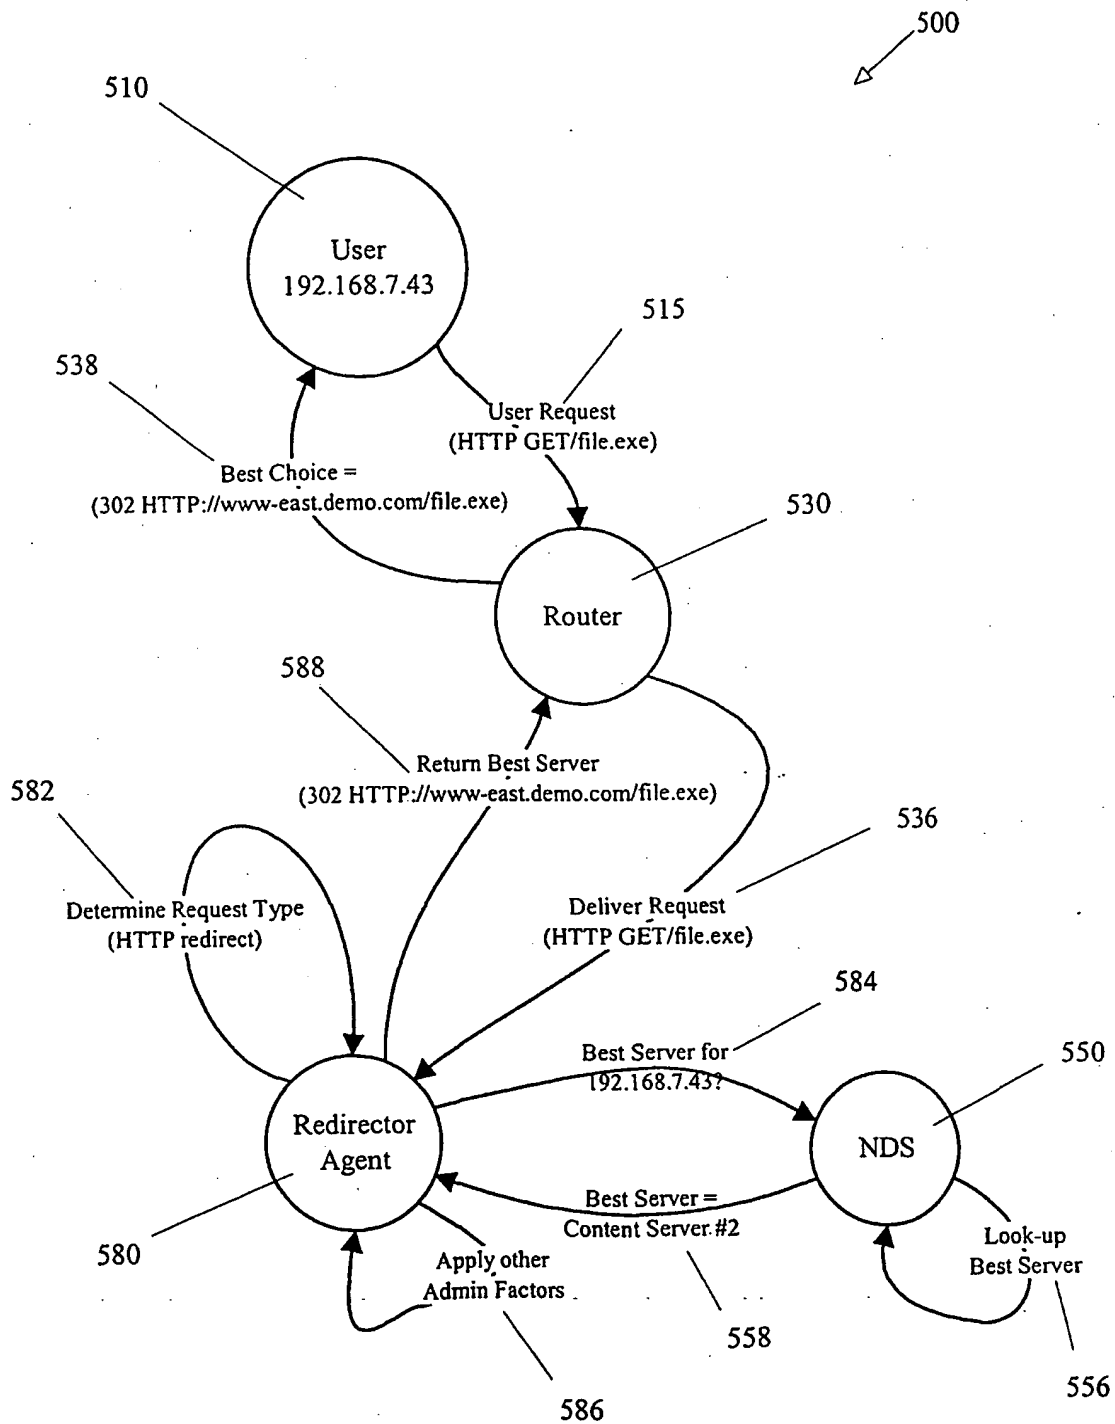 500
510
User
192.168.7.43
515
538
User Request
(HTTP GET/file.exe)
Best Choice =
(302 HTTP://www-east.demo.com/file.exe)
530
Router
588
Return Best Server
(302 HTTP://www-east.demo.com/file.exe)
582
536
Determine Request Type
(HTTP redirect)
Deliver Request
(HTTP GET/file.exe)
584
Best Server for
192.168.7.43?
550
Redirector
Agent
NDS
Best Server =
Content Server #2
580
Apply other
Admin Factors
Look-up
Best Server
558
586
556